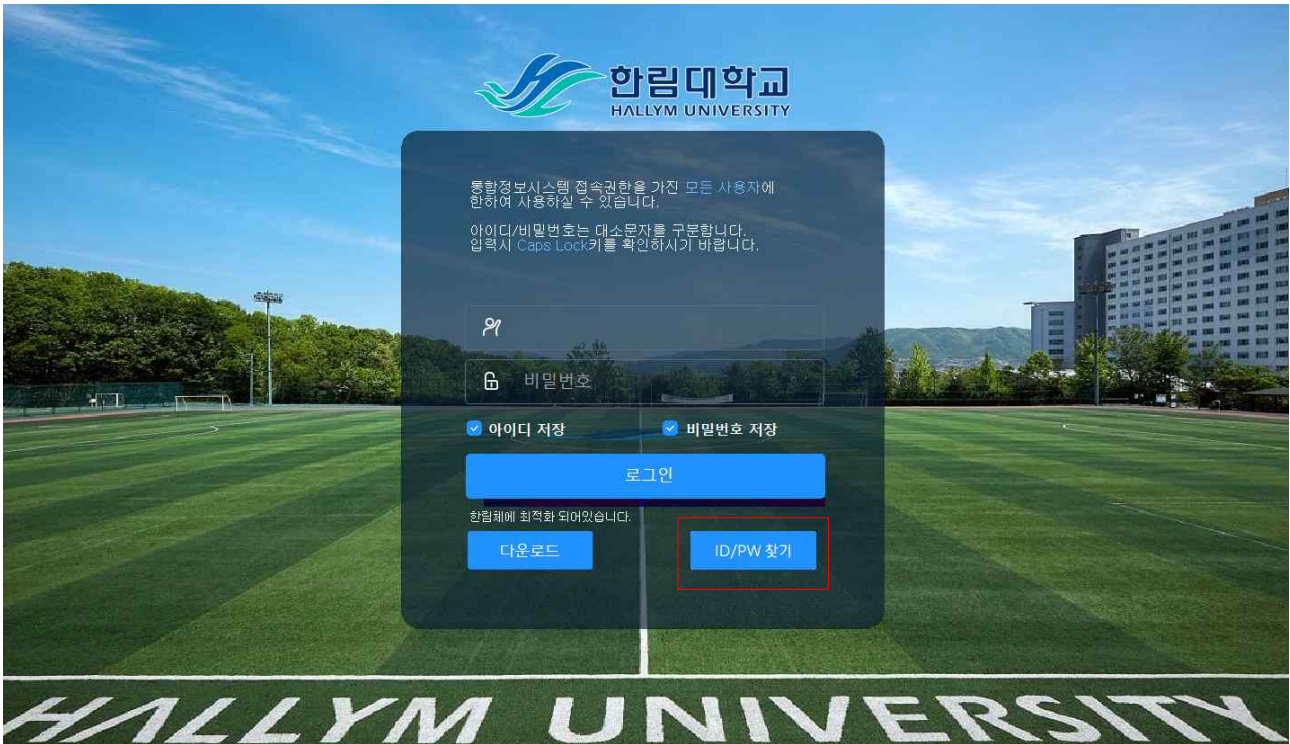 한림대학교
HALLYM UNIVERSITY
통합정보시스템 접속권한을 가진 모든 사용자에
한하여 사용하실 수 있습니다.
아이디/비밀번호는 대소문자를 구분합니다.
입력시 Caps Lock키를 확인하시기 바랍니다.
비밀번호
아이디 저장 비밀번호 저장
로그인
한림체에 최적화 되어있습니다.
다운로드 ID/PW 찾기
HALLYM UNIVERSITY